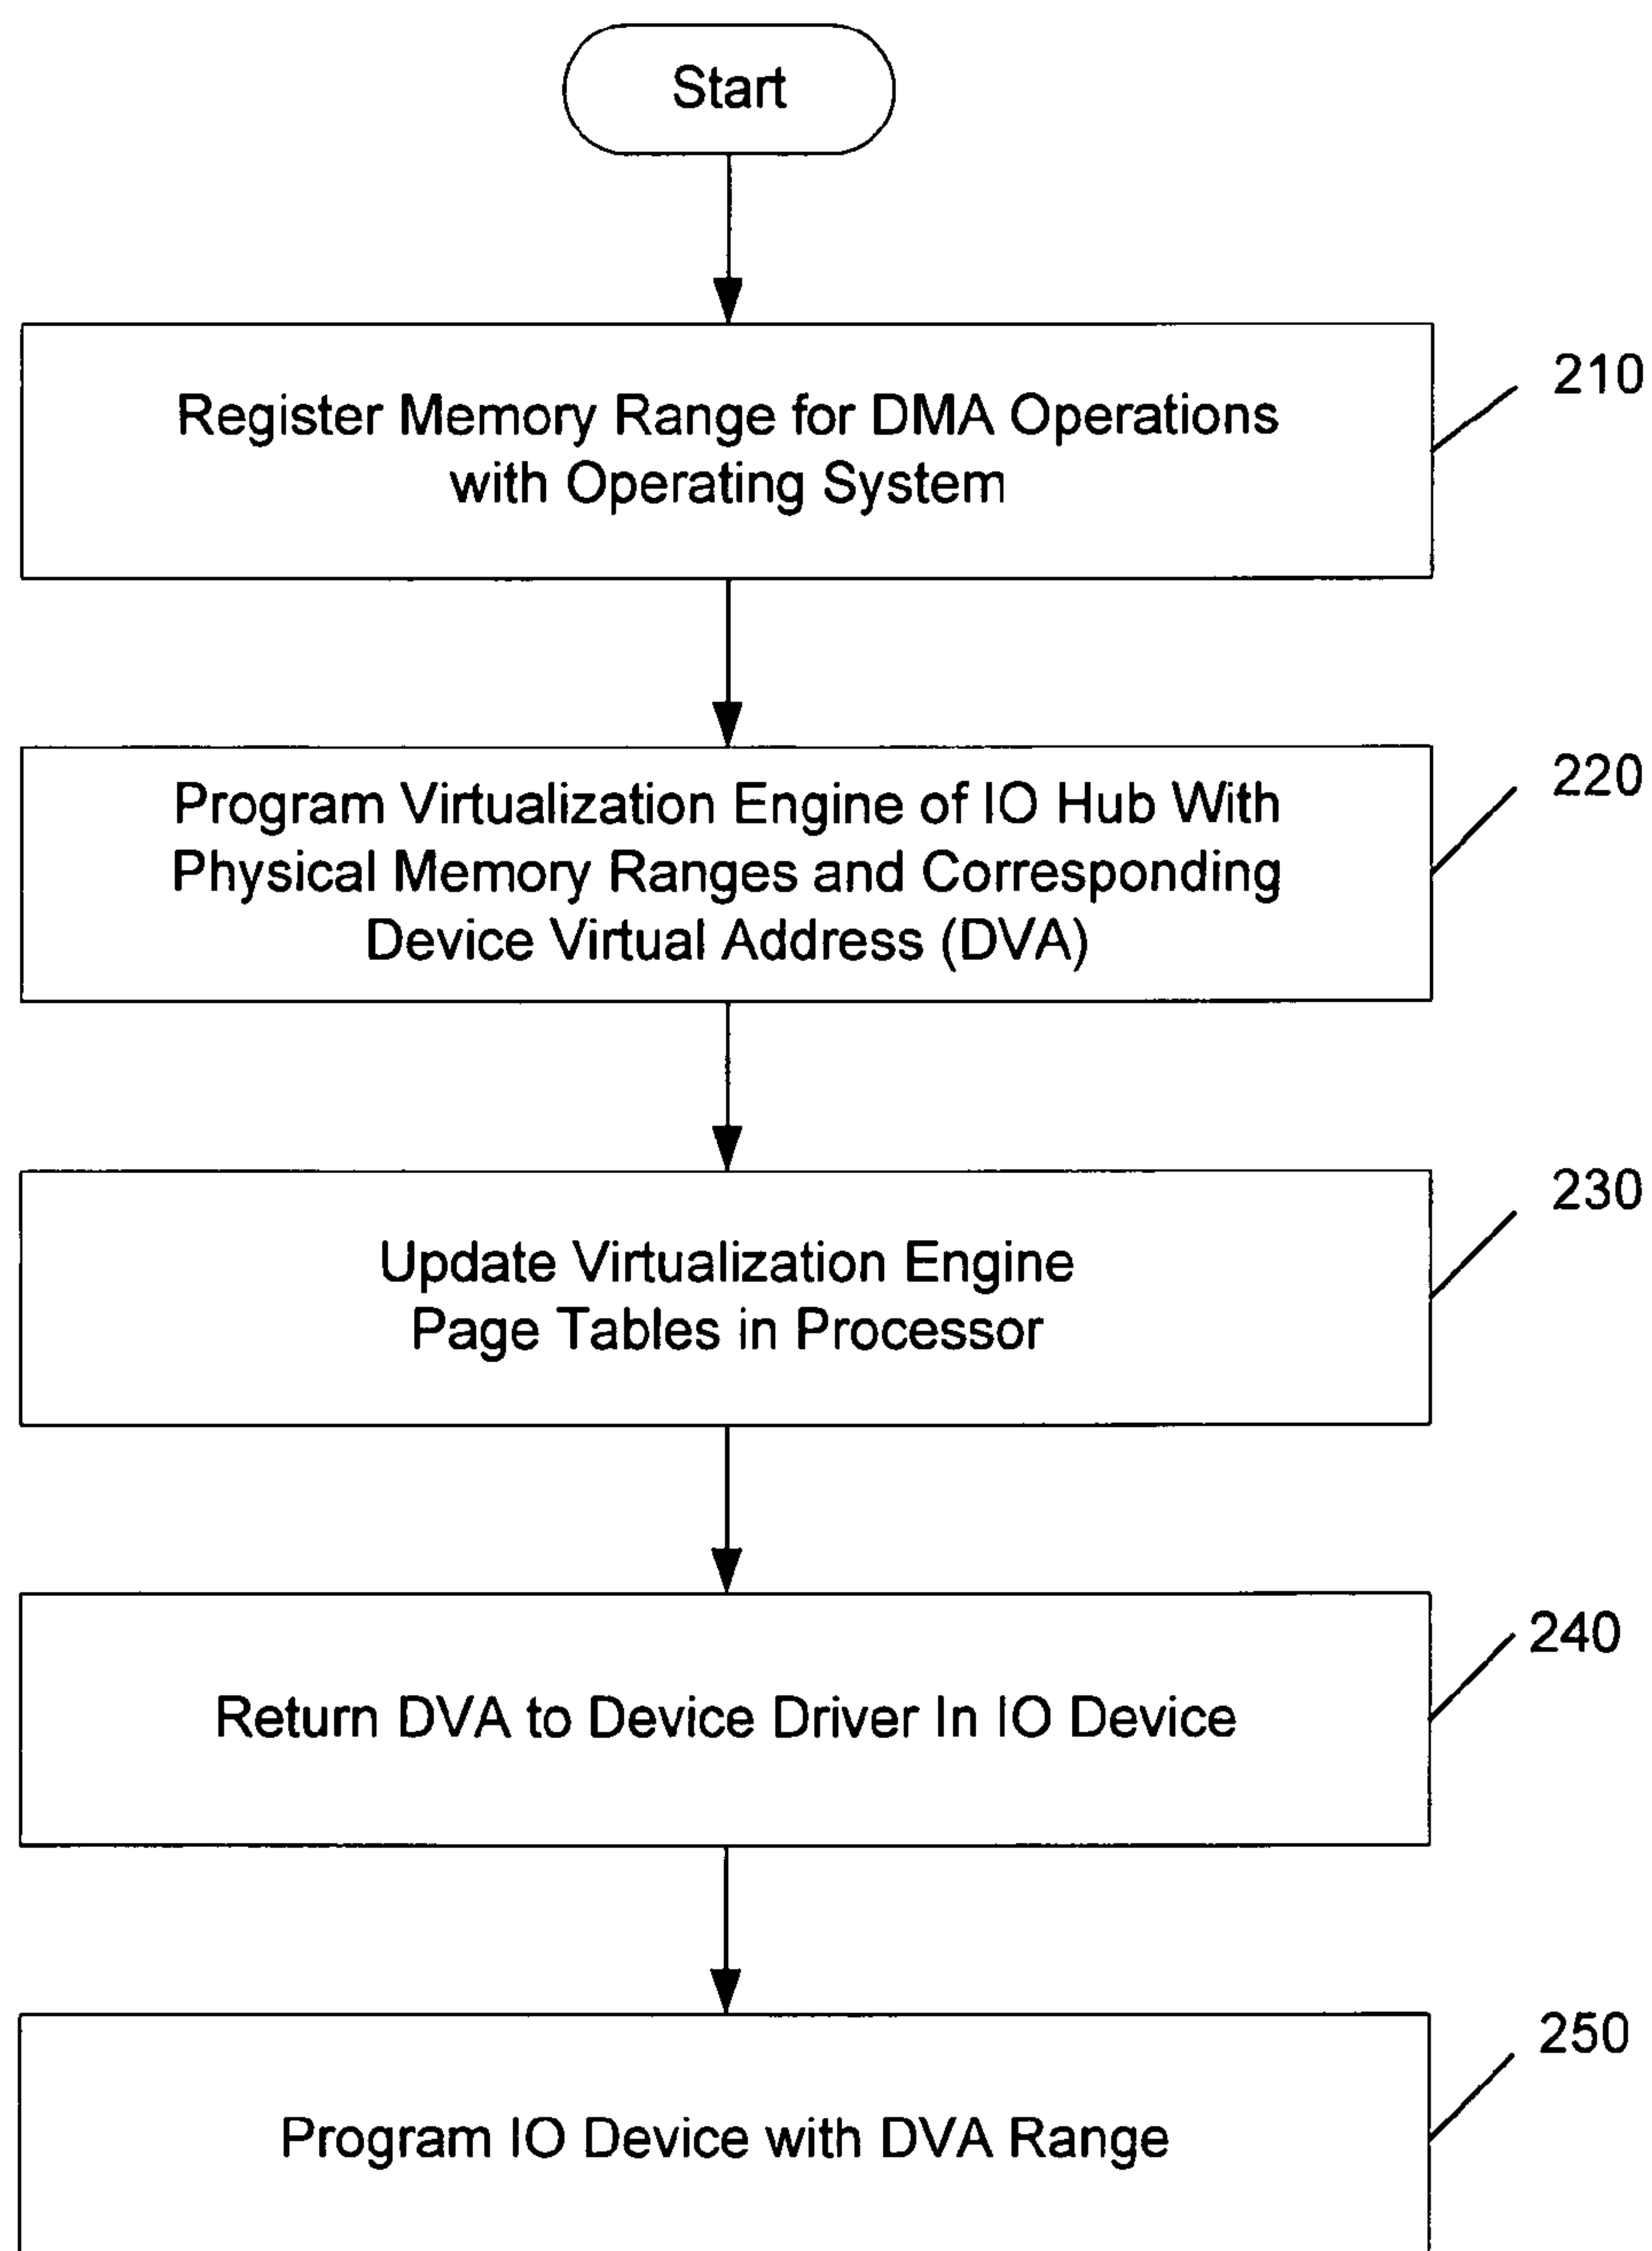 Start
210
Register Memory Range for DMA Operations
with Operating System
220
Program Virtualization Engine of IO Hub With
Physical Memory Ranges and Corresponding
Device Virtual Address (DVA)
230
Update Virtualization Engine
Page Tables in Processor
240
Return DVA to Device Driver In IO Device
250
Program IO Device with DVA Range